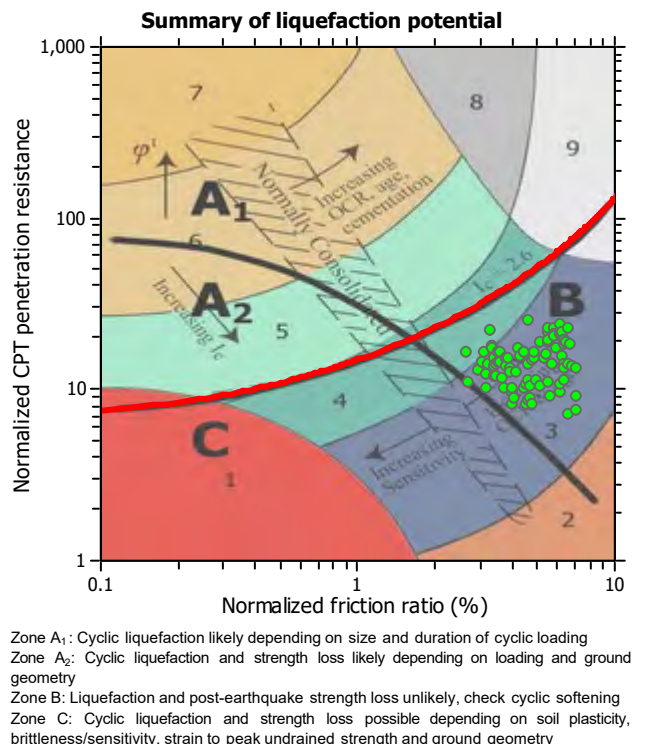 Summary of liquefaction potential
Normalized CPT penetration resistance
1,000
100
10
1
7
8
9
φ'
A1
Increasing
OCR, age,
cementation
Normally Consolidated
6
A2
Increasing Ic
5
Ic = 2.6
B
4
3
C
1
Increasing
Sensitivity
2
0.1
1
10
Normalized friction ratio (%)
Zone A1: Cyclic liquefaction likely depending on size and duration of cyclic loading
Zone A2: Cyclic liquefaction and strength loss likely depending on loading and ground
geometry
Zone B: Liquefaction and post-earthquake strength loss unlikely, check cyclic softening
Zone C: Cyclic liquefaction and strength loss possible depending on soil plasticity,
brittleness/sensitivity, strain to peak undrained strength and ground geometry